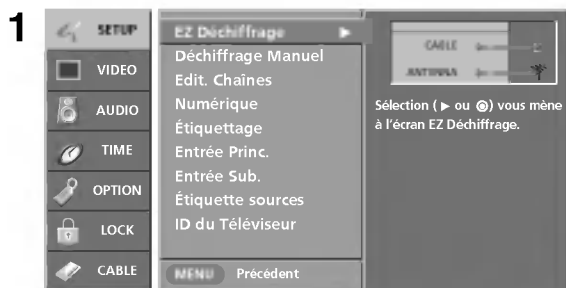 1
SETUP
VIDEO
AUDIO
TIME
OPTION
LOCK
CABLE
EZ Déchiffrage
Déchiffrage Manuel
Edit. Chaînes
Numérique
Étiquettage
Entrée Princ.
Entrée Sub.
Étiquette sources
ID du Téléviseur
MENU Précédent
CABLE
ANTENNA
Sélection ( ▶ ou ◉) vous mène
à l'écran EZ Déchiffrage.